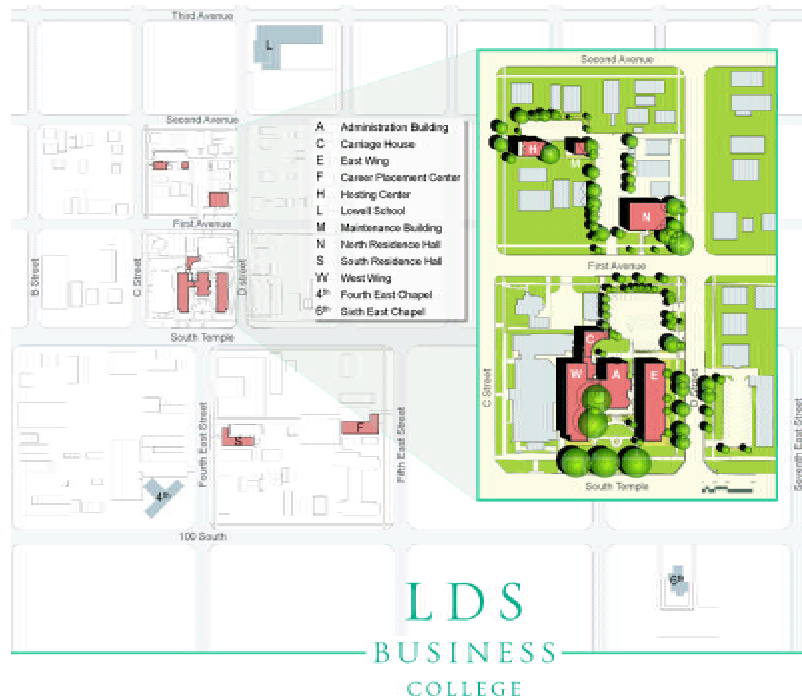 Third Avenue
L
Second Avenue
Second Avenue
A Administration Building
C Carriage House
E East Wing
F Career Placement Center
H Hosting Center
L Lowell School
M Maintenance Building
N North Residence Hall
S South Residence Hall
W West Wing
4th Fourth East Chapel
6th Sixth East Chapel
H
M
N
First Avenue
First Avenue
B Street
C Street
D Street
South Temple
C
W
A
E
C Street
D Street
South Temple
Fourth East Street
Fifth East Street
Seventh East Street
S
F
4th
100 South
6th
LDS
BUSINESS
COLLEGE